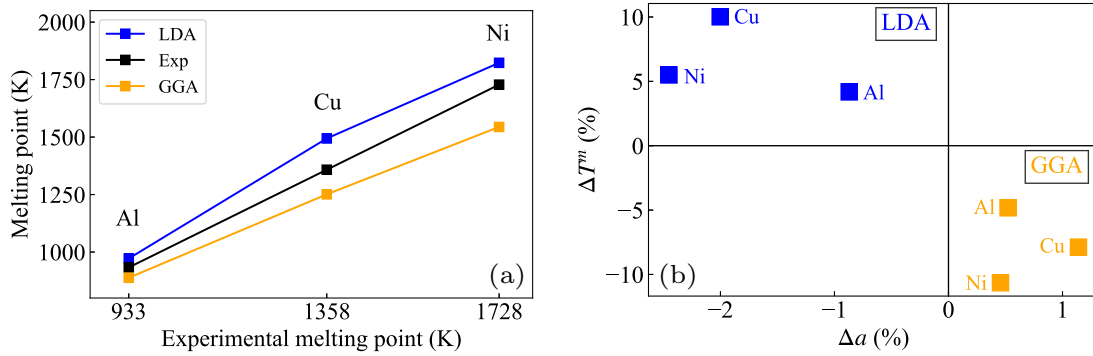 2000
1750
1500
1250
1000
Melting point (K)
LDA
Exp
GGA
Al
Cu
Ni
(a)
933
1358
1728
Experimental melting point (K)
10
5
0
−5
−10
ΔT^m (%)
Cu
LDA
Ni
Al
GGA
Al
Cu
Ni
(b)
−2
−1
0
1
Δa (%)